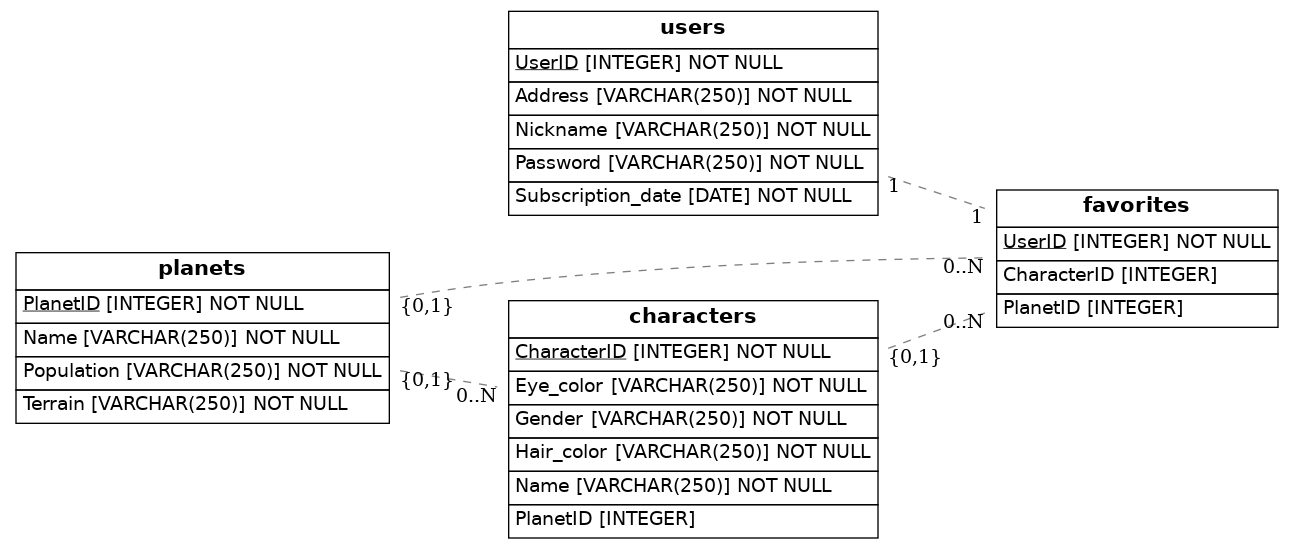 users
UserID [INTEGER] NOT NULL
Address [VARCHAR(250)] NOT NULL
Nickname [VARCHAR(250)] NOT NULL
Password [VARCHAR(250)] NOT NULL
Subscription_date [DATE] NOT NULL
1
1
favorites
UserID [INTEGER] NOT NULL
CharacterID [INTEGER]
PlanetID [INTEGER]
0..N
0..N
planets
PlanetID [INTEGER] NOT NULL
Name [VARCHAR(250)] NOT NULL
Population [VARCHAR(250)] NOT NULL
Terrain [VARCHAR(250)] NOT NULL
{0,1}
{0,1}
0..N
characters
CharacterID [INTEGER] NOT NULL
Eye_color [VARCHAR(250)] NOT NULL
Gender [VARCHAR(250)] NOT NULL
Hair_color [VARCHAR(250)] NOT NULL
Name [VARCHAR(250)] NOT NULL
PlanetID [INTEGER]
{0,1}